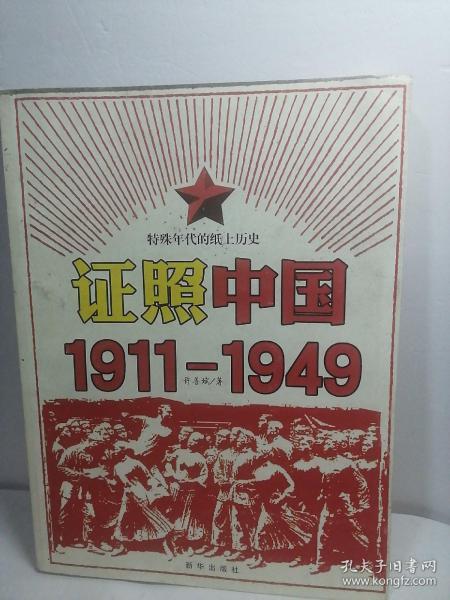 特殊年代的纸上历史
证照中国
1911-1949
许善斌/著
新华出版社
孔夫子旧书网
www.kongfz.com